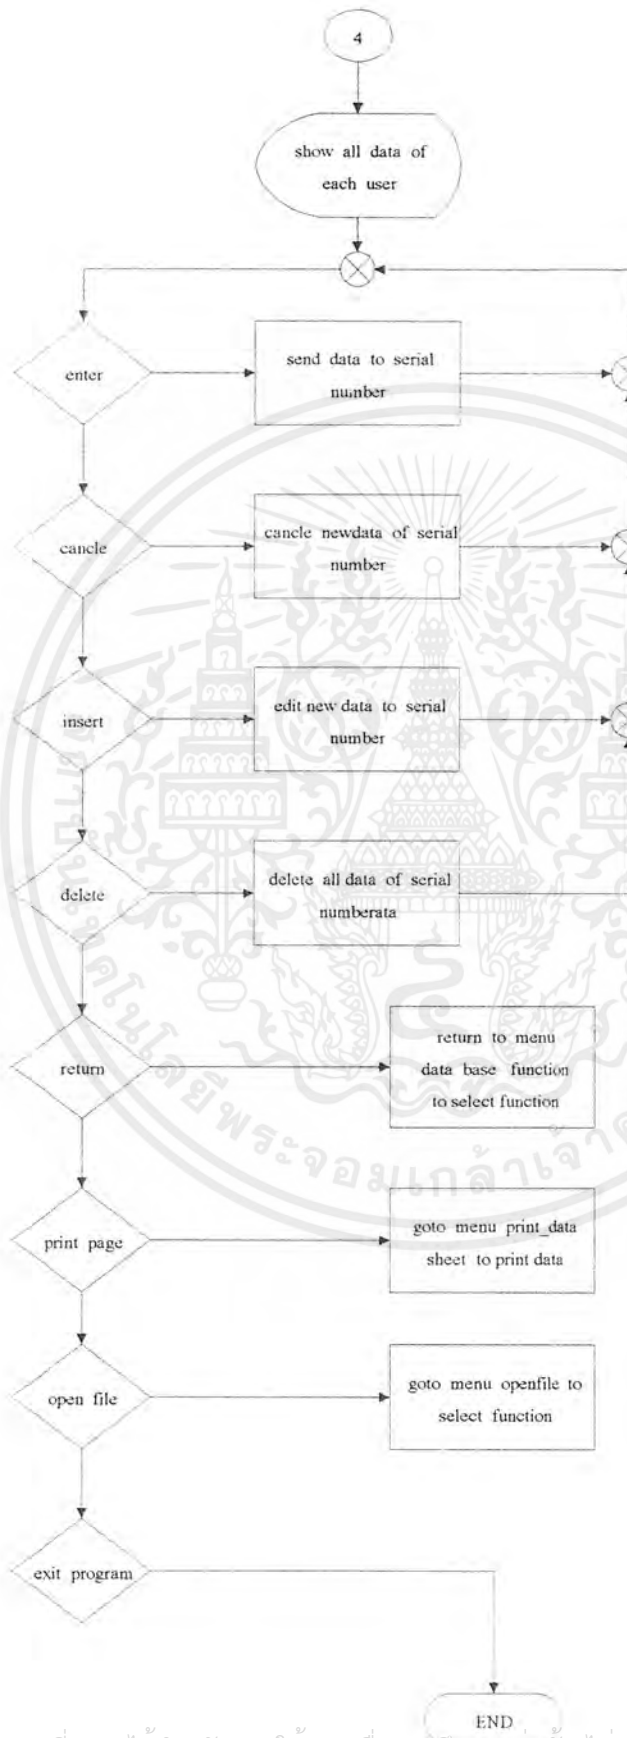 4
show all data of
each user
enter
send data to serial
number
cancle
cancle newdata of serial
number
insert
edit new data to serial
number
delete
delete all data of serial
numberata
return
return to menu
data base function
to select function
print page
goto menu print_data
sheet to print data
open file
goto menu openfile to
select function
exit program
END